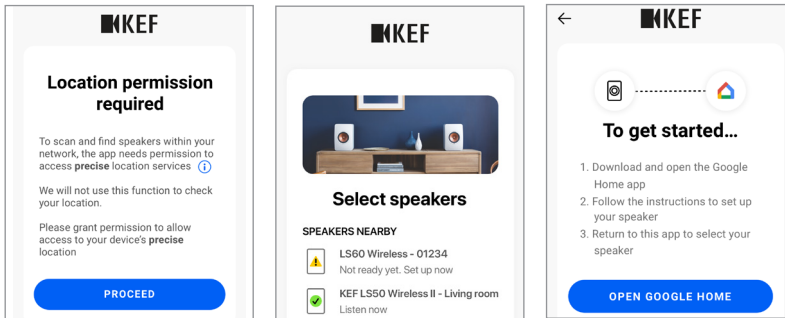 KEF
Location permission
required
To scan and find speakers within your
network, the app needs permission to
access precise location services
We will not use this function to check
your location.
Please grant permission to allow
access to your device's precise
location
PROCEED
KEF
Select speakers
SPEAKERS NEARBY
LS60 Wireless - 01234
Not ready yet. Set up now
KEF LS50 Wireless II - Living room
Listen now
KEF
To get started...
1. Download and open the Google
Home app
2. Follow the instructions to set up
your speaker
3. Return to this app to select your
speaker
OPEN GOOGLE HOME